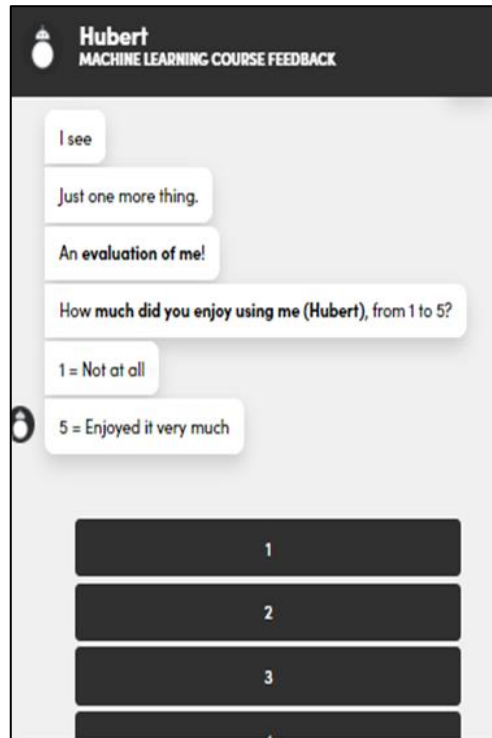 Hubert
MACHINE LEARNING COURSE FEEDBACK
I see
Just one more thing.
An evaluation of me!
How much did you enjoy using me (Hubert), from 1 to 5?
1 = Not at all
5 = Enjoyed it very much
1
2
3